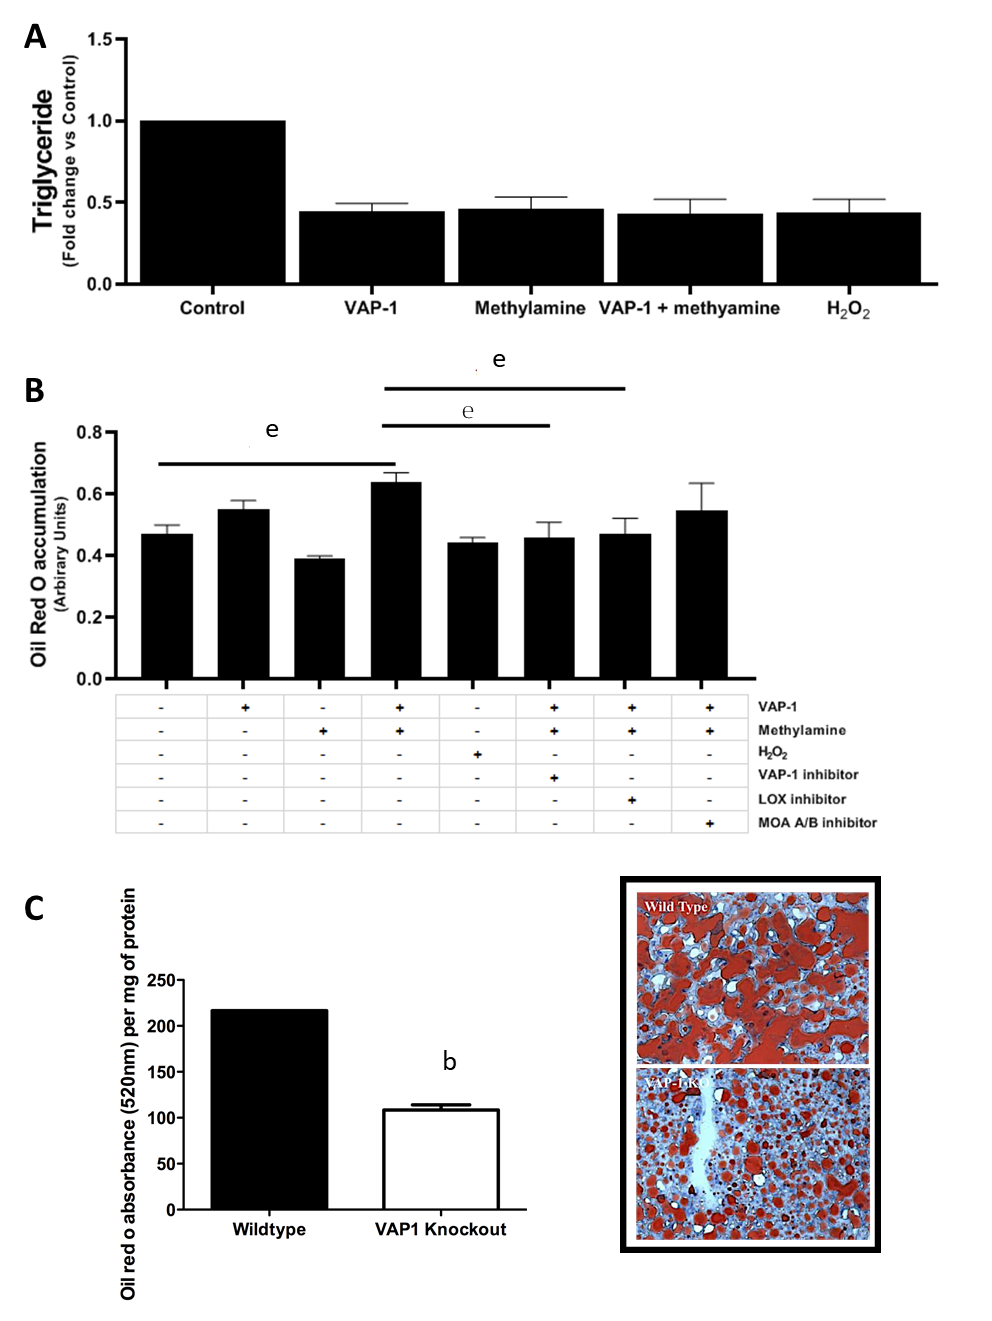 A
Triglyceride
(Fold change vs Control)
1.5
1.0
0.5
0.0
Control VAP-1 Methylamine VAP-1 + methyamine H₂O₂
B
e
e
e
Oil Red O accumulation
(Arbirary Units)
0.8
0.6
0.4
0.2
0.0
- + - + - + + + VAP-1
- - + + - + + + Methylamine
- - - - + - - - H₂O₂
- - - - - + - - VAP-1 inhibitor
- - - - - - + - LOX inhibitor
- - - - - - - + MOA A/B inhibitor
C
Oil red o absorbance (520nm) per mg of protein
250
200
150
100
50
0
b
Wildtype VAP1 Knockout
Wild Type
VAP-1 KO